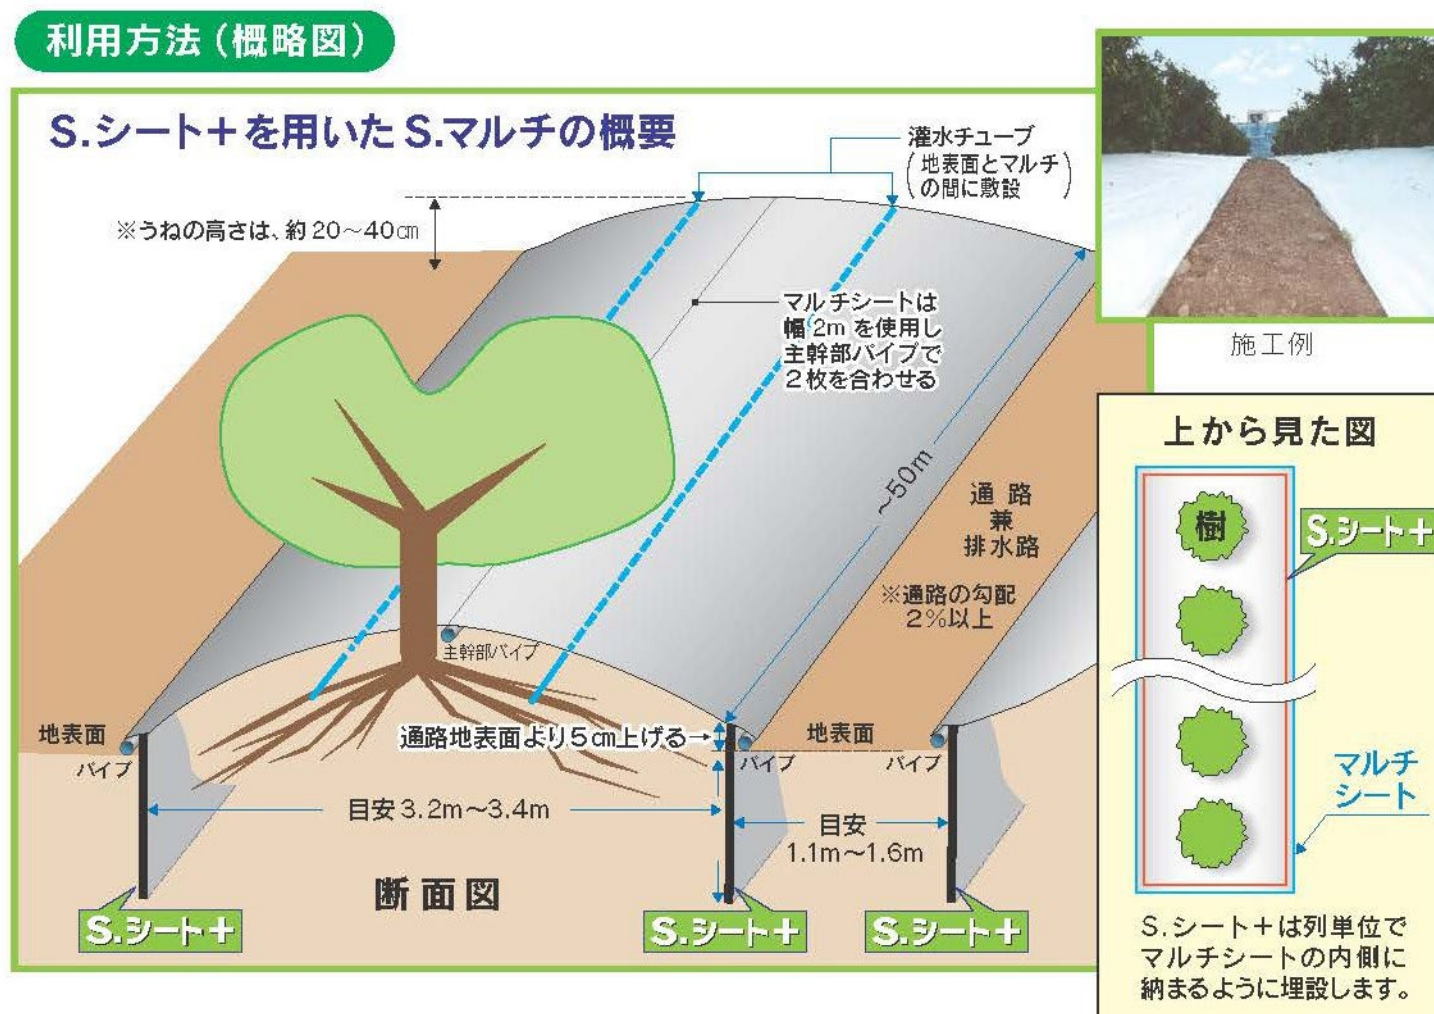 利用方法（概略図）
S.シート＋を用いたS.マルチの概要
灌水チューブ
（地表面とマルチ
の間に敷設）
※うねの高さは、約20～40㎝
マルチシートは
幅2mを使用し
主幹部パイプで
2枚を合わせる
～50m
通路
兼
排水路
※通路の勾配
2％以上
主幹部パイプ
通路地表面より5㎝上げる→
地表面
パイプ
地表面
パイプ
パイプ
目安3.2m～3.4m
目安
1.1m～1.6m
断面図
S.シート＋
S.シート＋
S.シート＋
施工例
上から見た図
樹
S.シート＋
マルチ
シート
S.シート＋は列単位で
マルチシートの内側に
納まるように埋設します。